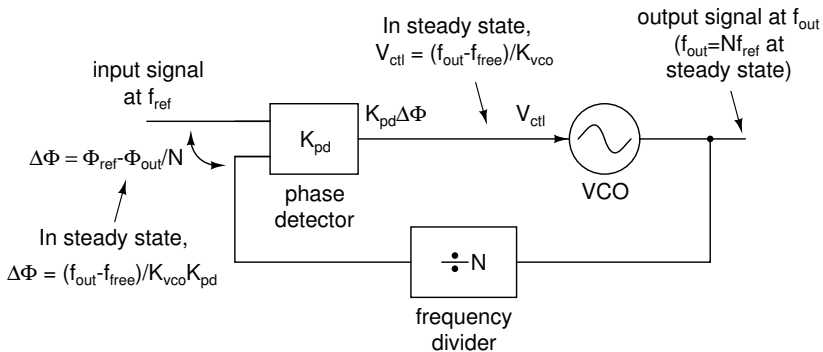 In steady state,
V_ctl = (f_out-f_free)/K_vco
output signal at f_out
(f_out=Nf_ref at
steady state)
input signal
at f_ref
K_pd
K_pdΔΦ
V_ctl
ΔΦ = Φ_ref-Φ_out/N
phase
detector
VCO
In steady state,
ΔΦ = (f_out-f_free)/K_vcoK_pd
÷N
frequency
divider